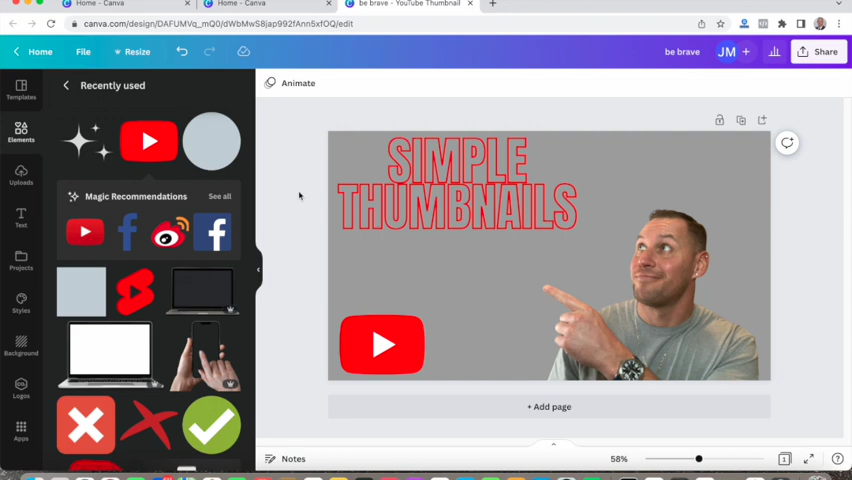 Home - Canva
Home - Canva
be brave - YouTube Thumbnail
canva.com/design/DAFUMVq_mQ0/dWbMwS8jap992fAnn5xfOQ/edit
Home
File
Resize
be brave
JM
Share
Templates
Elements
Uploads
Text
Projects
Styles
Background
Logos
Apps
Recently used
Magic Recommendations
See all
Animate
SIMPLE
THUMBNAILS
+ Add page
Notes
58%
1